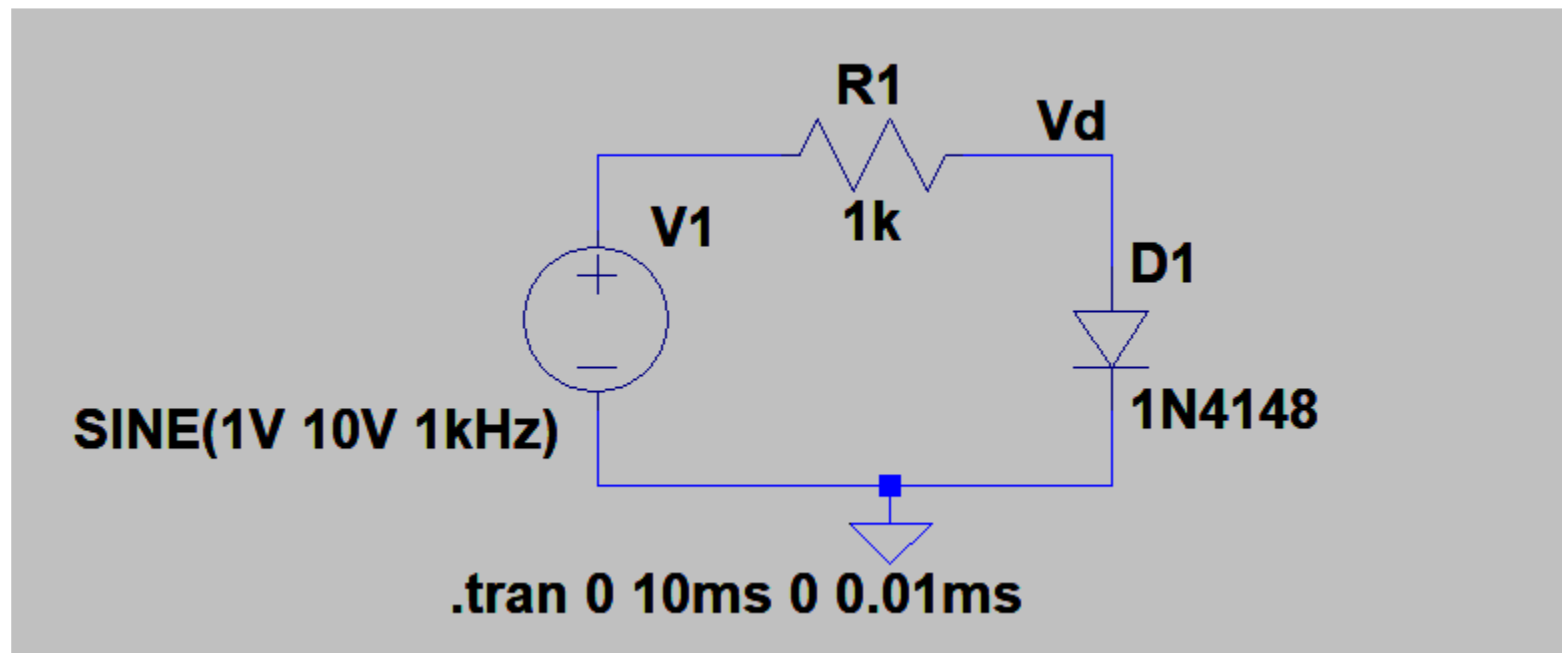 R1
Vd
V1
1k
D1
SINE(1V 10V 1kHz)
1N4148
.tran 0 10ms 0 0.01ms